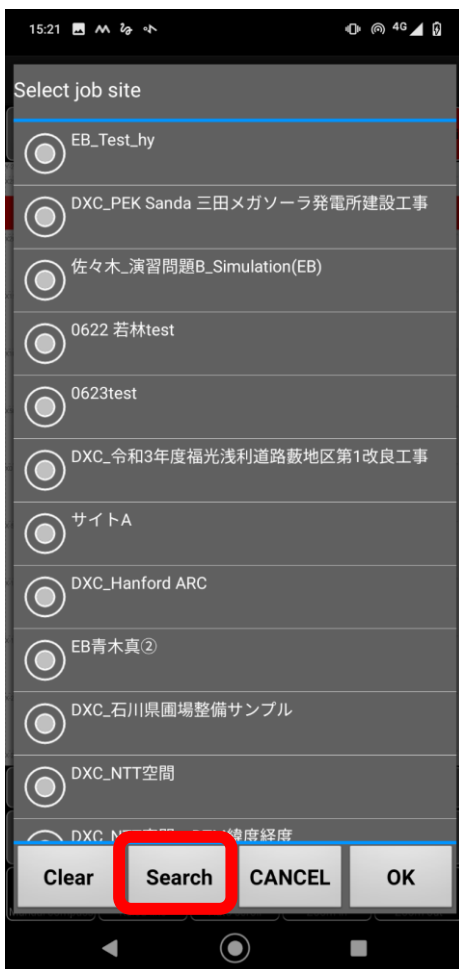 15:21
4G
Select job site
EB_Test_hy
DXC_PEK Sanda 三田メガソーラ発電所建設工事
佐々木_演習問題B_Simulation(EB)
0622 若林test
0623test
DXC_令和3年度福光浅利道路藪地区第1改良工事
サイトA
DXC_Hanford ARC
EB青木真②
DXC_石川県圃場整備サンプル
DXC_NTT空間
Clear Search CANCEL OK